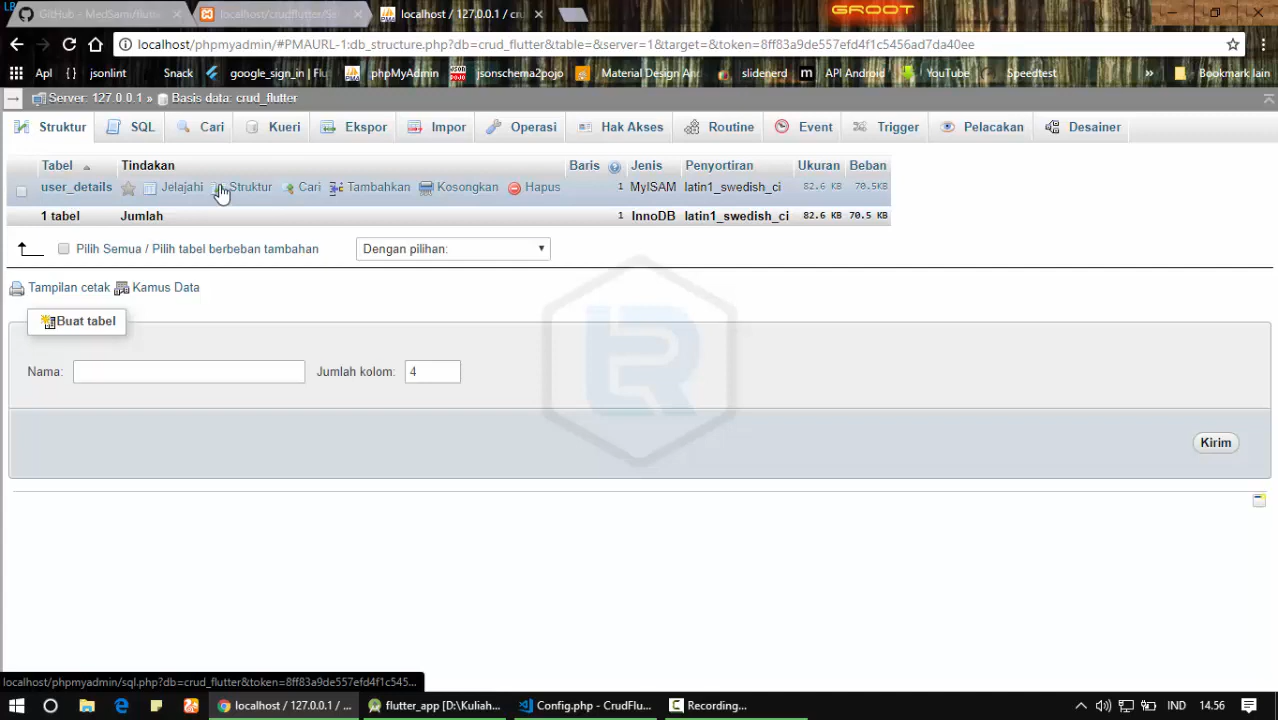 GitHub - MedSami/flutt
localhost/crudflutter/Se
localhost / 127.0.0.1 / cru
GROOT
localhost/phpmyadmin/#PMAURL-1:db_structure.php?db=crud_flutter&table=&server=1&target=&token=8ff83a9de557efd4f1c5456ad7da40ee
Apl
jsonlint
Snack
google_sign_in | Flu
phpMyAdmin
jsonschema2pojo
Material Design And
slidenerd
API Android
YouTube
Speedtest
»
Bookmark lain
Server: 127.0.0.1 » Basis data: crud_flutter
Struktur
SQL
Cari
Kueri
Ekspor
Impor
Operasi
Hak Akses
Routine
Event
Trigger
Pelacakan
Desainer
Tabel Tindakan Baris Jenis Penyortiran Ukuran Beban
user_details Jelajahi Struktur Cari Tambahkan Kosongkan Hapus 1 MyISAM latin1_swedish_ci 82.6 KB 70.5KB
1 tabel Jumlah 1 InnoDB latin1_swedish_ci 82.6 KB 70.5 KB
Pilih Semua / Pilih tabel berbeban tambahan
Dengan pilihan:
Tampilan cetak Kamus Data
Buat tabel
Nama: Jumlah kolom: 4
Kirim
localhost/phpmyadmin/sql.php?db=crud_flutter&token=8ff83a9de557efd4f1c545...
localhost / 127.0.0.1 / ...
flutter_app [D:\Kuliah...
Config.php - CrudFlu...
Recording...
IND
14.56